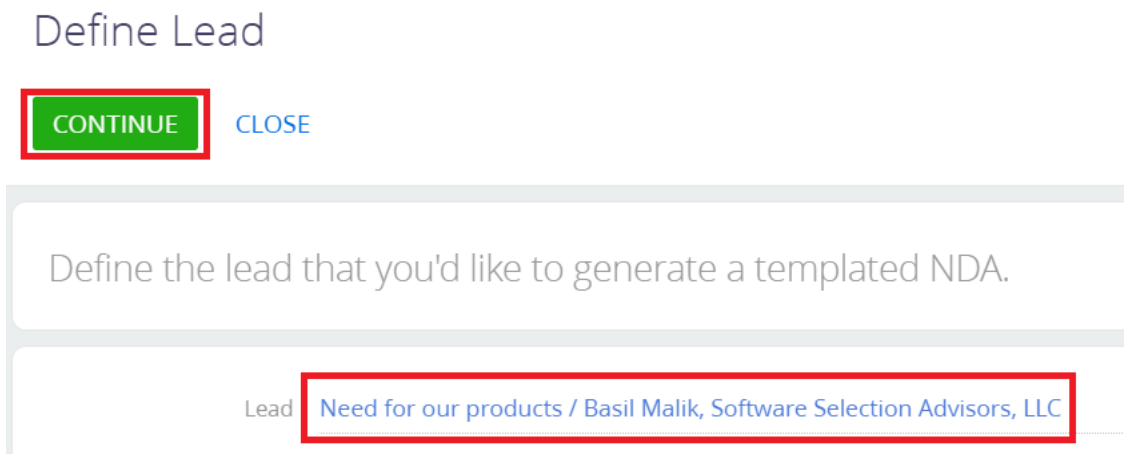 Define Lead
CONTINUE CLOSE
Define the lead that you'd like to generate a templated NDA.
Lead Need for our products / Basil Malik, Software Selection Advisors, LLC